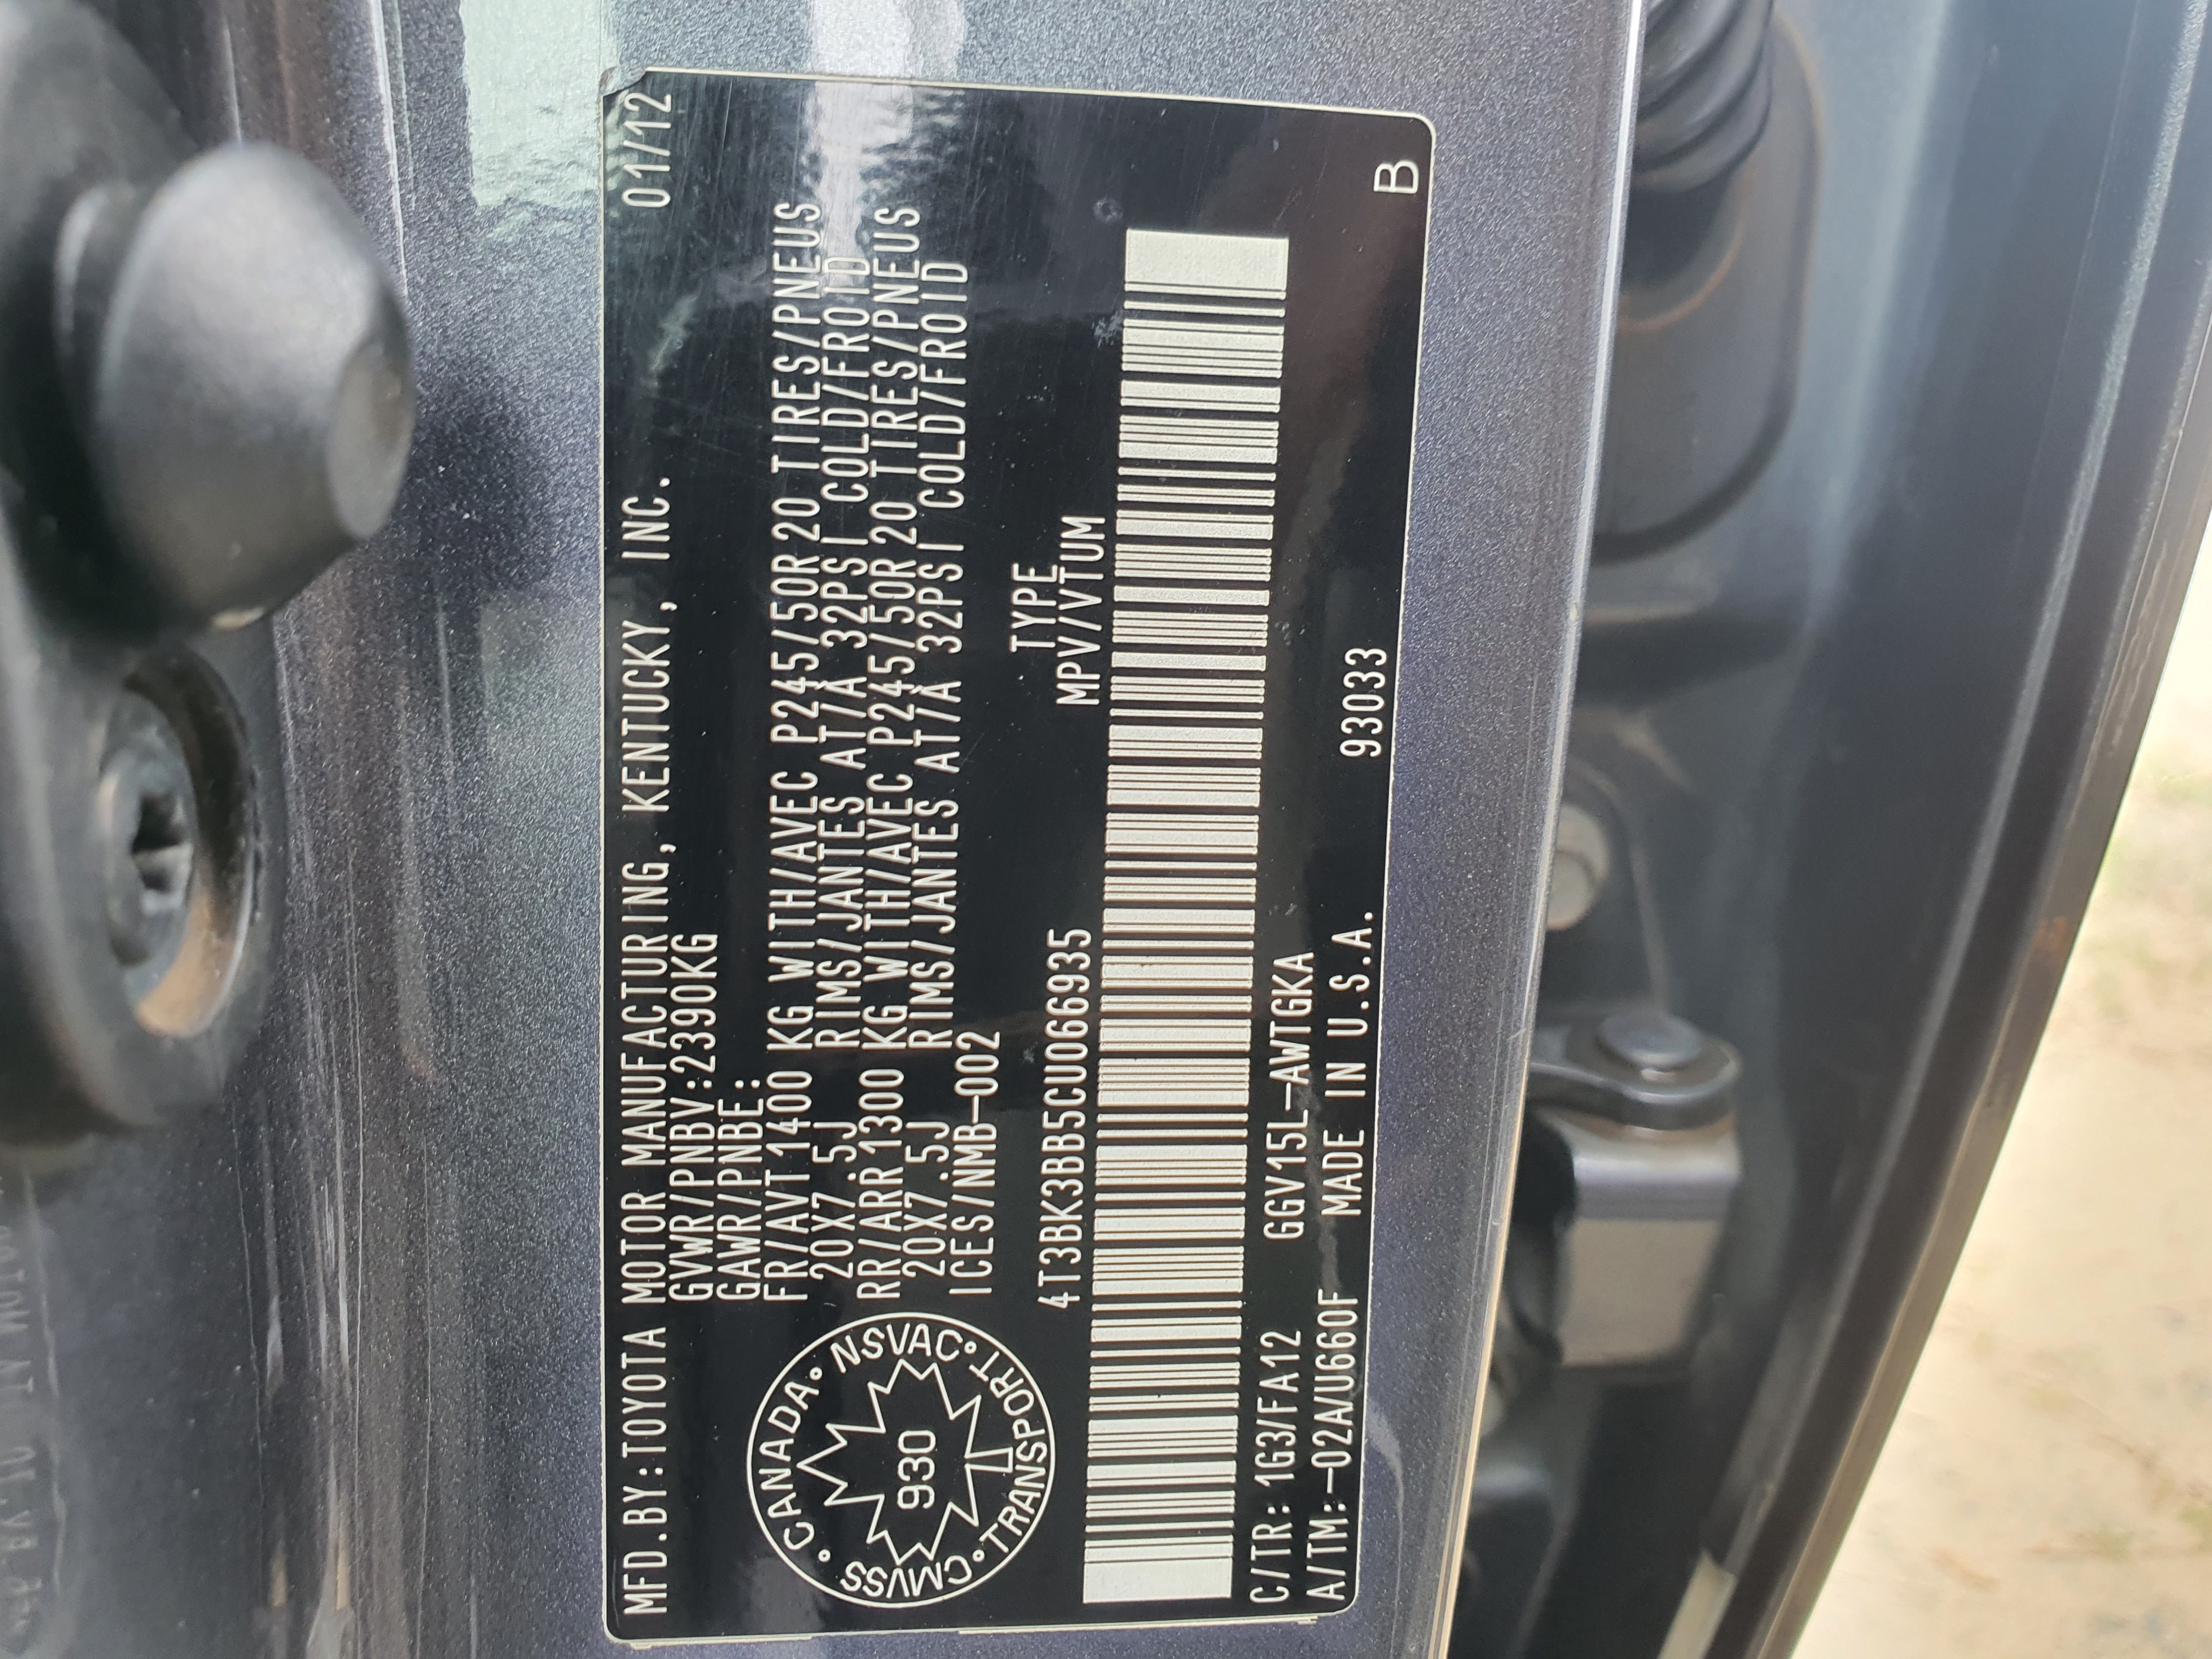 MFD.BY:TOYOTA MOTOR MANUFACTURING, KENTUCKY, INC. 01/12
GVWR/PNBV:2390KG
GAWR/PNBE:
FR/AVT 1400 KG WITH/AVEC P245/50R20 TIRES/PNEUS
20X7.5J RIMS/JANTES AT/À 32PSI COLD/FROID
RR/ARR 1300 KG WITH/AVEC P245/50R20 TIRES/PNEUS
20X7.5J RIMS/JANTES AT/À 32PSI COLD/FROID
ICES/NMB-002
CANADA • NSVAC • TRANSPORT • CMVSS •
930
TYPE
4T3BK3BB5CU066935 MPV/VTUM
C/TR: 1G3/FA12 GGV15L-AWTGKA
A/TM:-02A/U660F MADE IN U.S.A. 93033
B